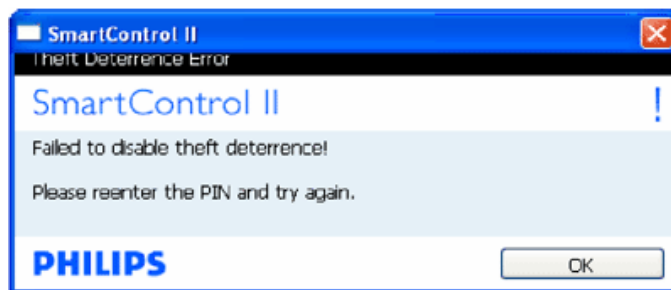 SmartControl II
Theft Deterrence Error
SmartControl II
!
Failed to disable theft deterrence!
Please reenter the PIN and try again.
PHILIPS
OK